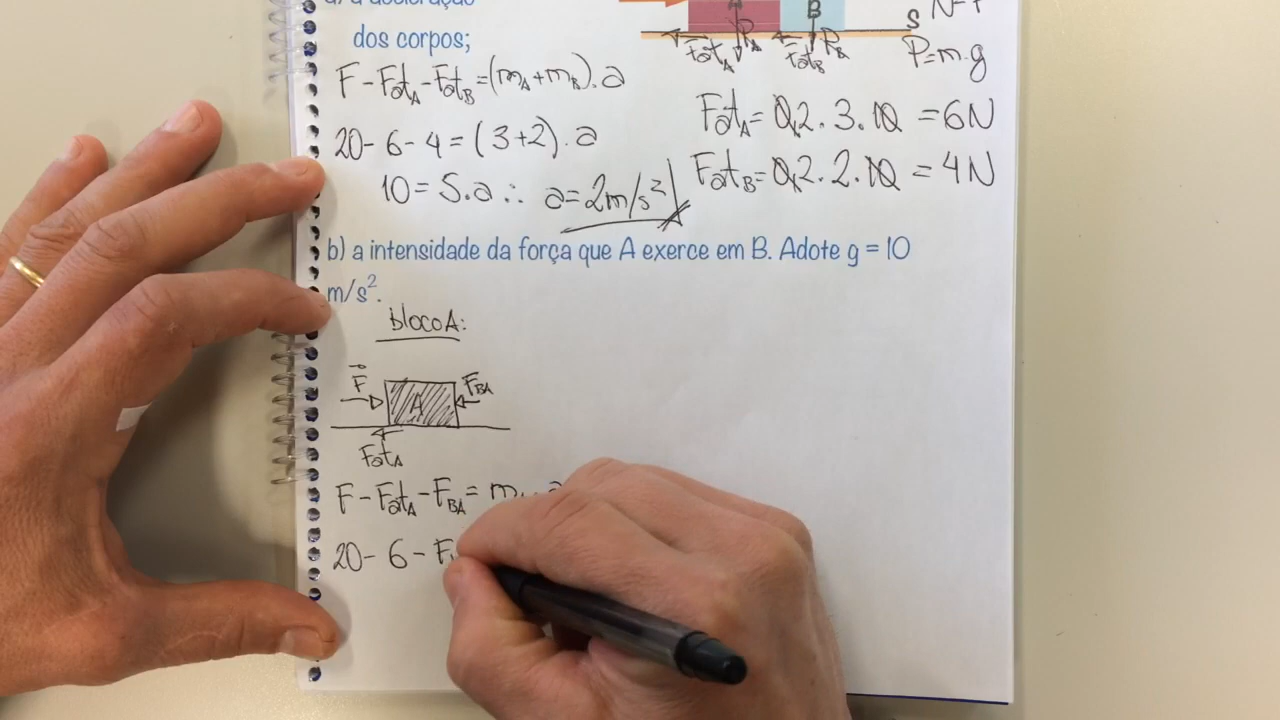 a) a aceleração
dos corpos;
A B
S
P_A P_B
Fat_A Fat_B
P=m.g
F-Fat_A-Fat_B=(m_A+m_B).a
Fat_A=0,2.3.10=6N
20-6-4=(3+2).a
Fat_B=0,2.2.10=4N
10=5.a∴ a=2m/s²
b) a intensidade da força que A exerce em B. Adote g = 10
m/s².
bloco A:
F A F_BA
Fat_A
F-Fat_A-F_BA=m
20-6-F